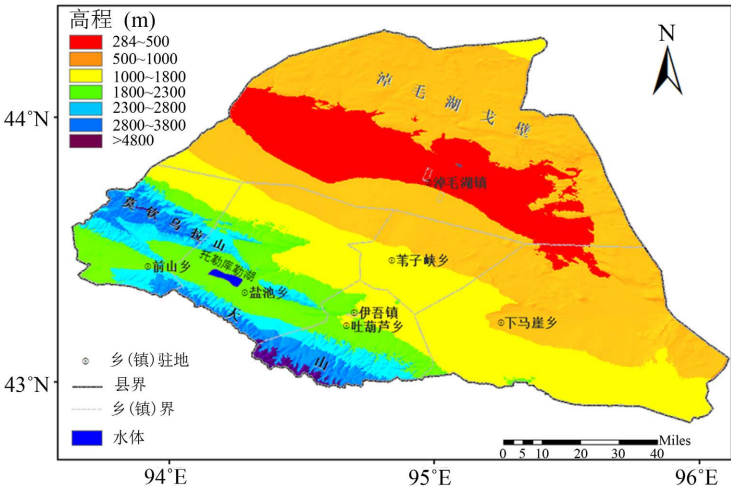 高程 (m)
284~500
500~1000
1000~1800
1800~2300
2300~2800
2800~3800
>4800
N
44°N
43°N
淖毛湖戈壁
淖毛湖镇
莫钦乌拉山
托勒库勒湖
前山乡
盐池乡
苇子峡乡
伊吾镇
吐葫芦乡
下马崖乡
天山
乡(镇)驻地
县界
乡(镇)界
水体
Miles
0 5 10 20 30 40
94°E
95°E
96°E